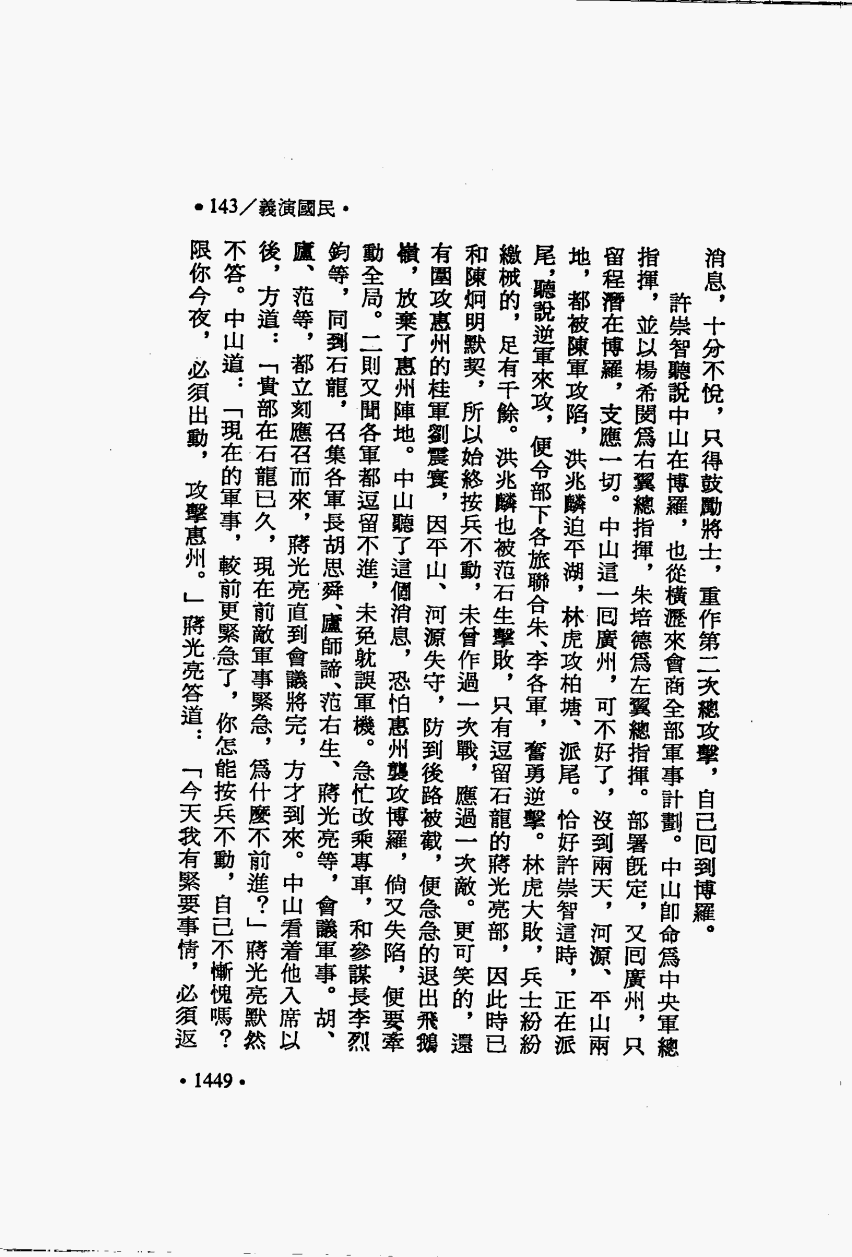 •143/義演國民•
消息，十分不悅，只得鼓勵將士，重作第二次總攻擊，自己回到博羅。
許崇智聽說中山在博羅，也從橫瀝來會商全部軍事計劃。中山卽命爲中央軍總
指揮，並以楊希閔爲右翼總指揮，朱培德爲左翼總指揮。部署旣定，又回廣州，只
留程潛在博羅，支應一切。中山這一回廣州，可不好了，沒到兩天，河源、平山兩
地，都被陳軍攻陷，洪兆麟迫平湖，林虎攻柏塘、派尾。恰好許崇智這時，正在派
尾，聽說逆軍來攻，便令部下各旅聯合朱、李各軍，奮勇逆擊。林虎大敗，兵士紛紛
繳械的，足有千餘。洪兆麟也被范石生擊敗，只有逗留石龍的蔣光亮部，因此時已
和陳炯明默契，所以始終按兵不動，未曾作過一次戰，應過一次敵。更可笑的，還
有圍攻惠州的桂軍劉震寰，因平山、河源失守，防到後路被截，便急急的退出飛鵝
嶺，放棄了惠州陣地。中山聽了這個消息，恐怕惠州襲攻博羅，倘又失陷，便要牽
動全局。二則又聞各軍都逗留不進，未免躭誤軍機。急忙改乘專車，和參謀長李烈
鈞等，同到石龍，召集各軍長胡思舜、盧師諦、范右生、蔣光亮等，會議軍事。胡、
盧、范等，都立刻應召而來，蔣光亮直到會議將完，方才到來。中山看着他入席以
後，方道：「貴部在石龍已久，現在前敵軍事緊急，爲什麼不前進？」蔣光亮默然
不答。中山道：「現在的軍事，較前更緊急了，你怎能按兵不動，自己不慚愧嗎？
限你今夜，必須出動，攻擊惠州。」蔣光亮答道：「今天我有緊要事情，必須返
•1449•